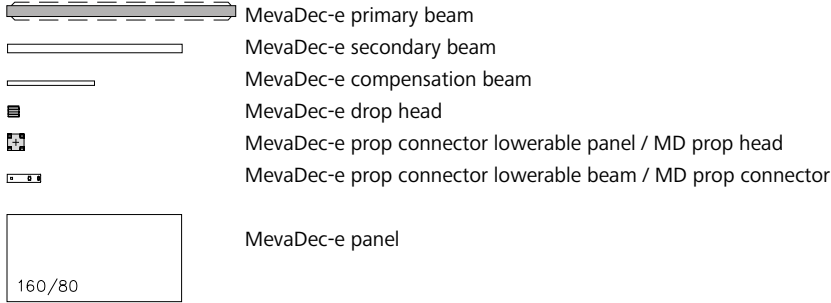 MevaDec-e primary beam
MevaDec-e secondary beam
MevaDec-e compensation beam
MevaDec-e drop head
MevaDec-e prop connector lowerable panel / MD prop head
MevaDec-e prop connector lowerable beam / MD prop connector
MevaDec-e panel
160/80